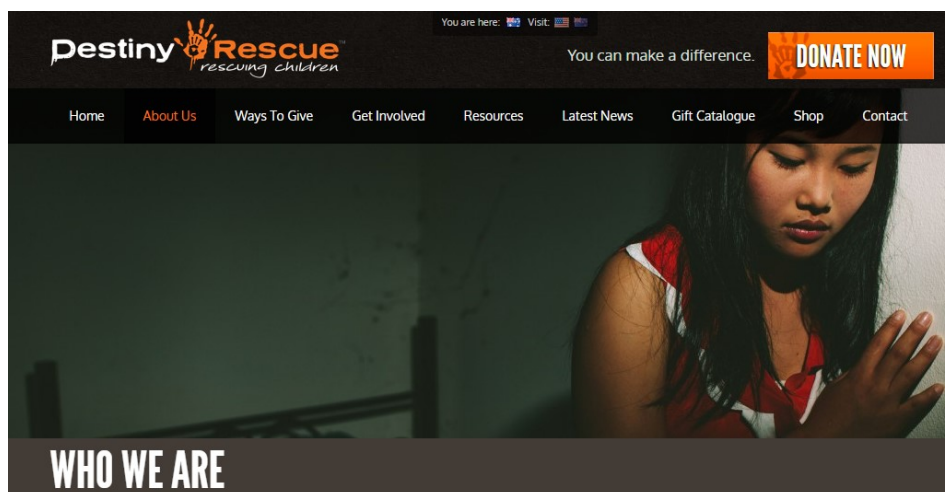 You are here: Visit:
Destiny Rescue™
rescuing children
You can make a difference.
DONATE NOW
Home About Us Ways To Give Get Involved Resources Latest News Gift Catalogue Shop Contact
WHO WE ARE